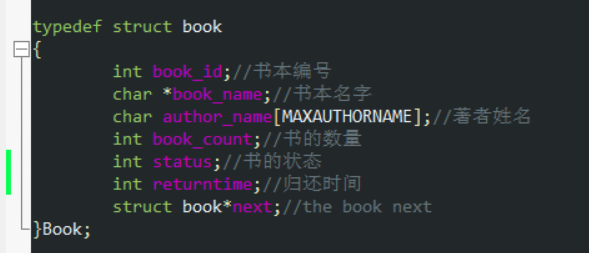 typedef struct book
{
int book_id;//书本编号
char *book_name;//书本名字
char author_name[MAXAUTHORNAME];//著者姓名
int book_count;//书的数量
int status;//书的状态
int returntime;//归还时间
struct book*next;//the book next
}Book;